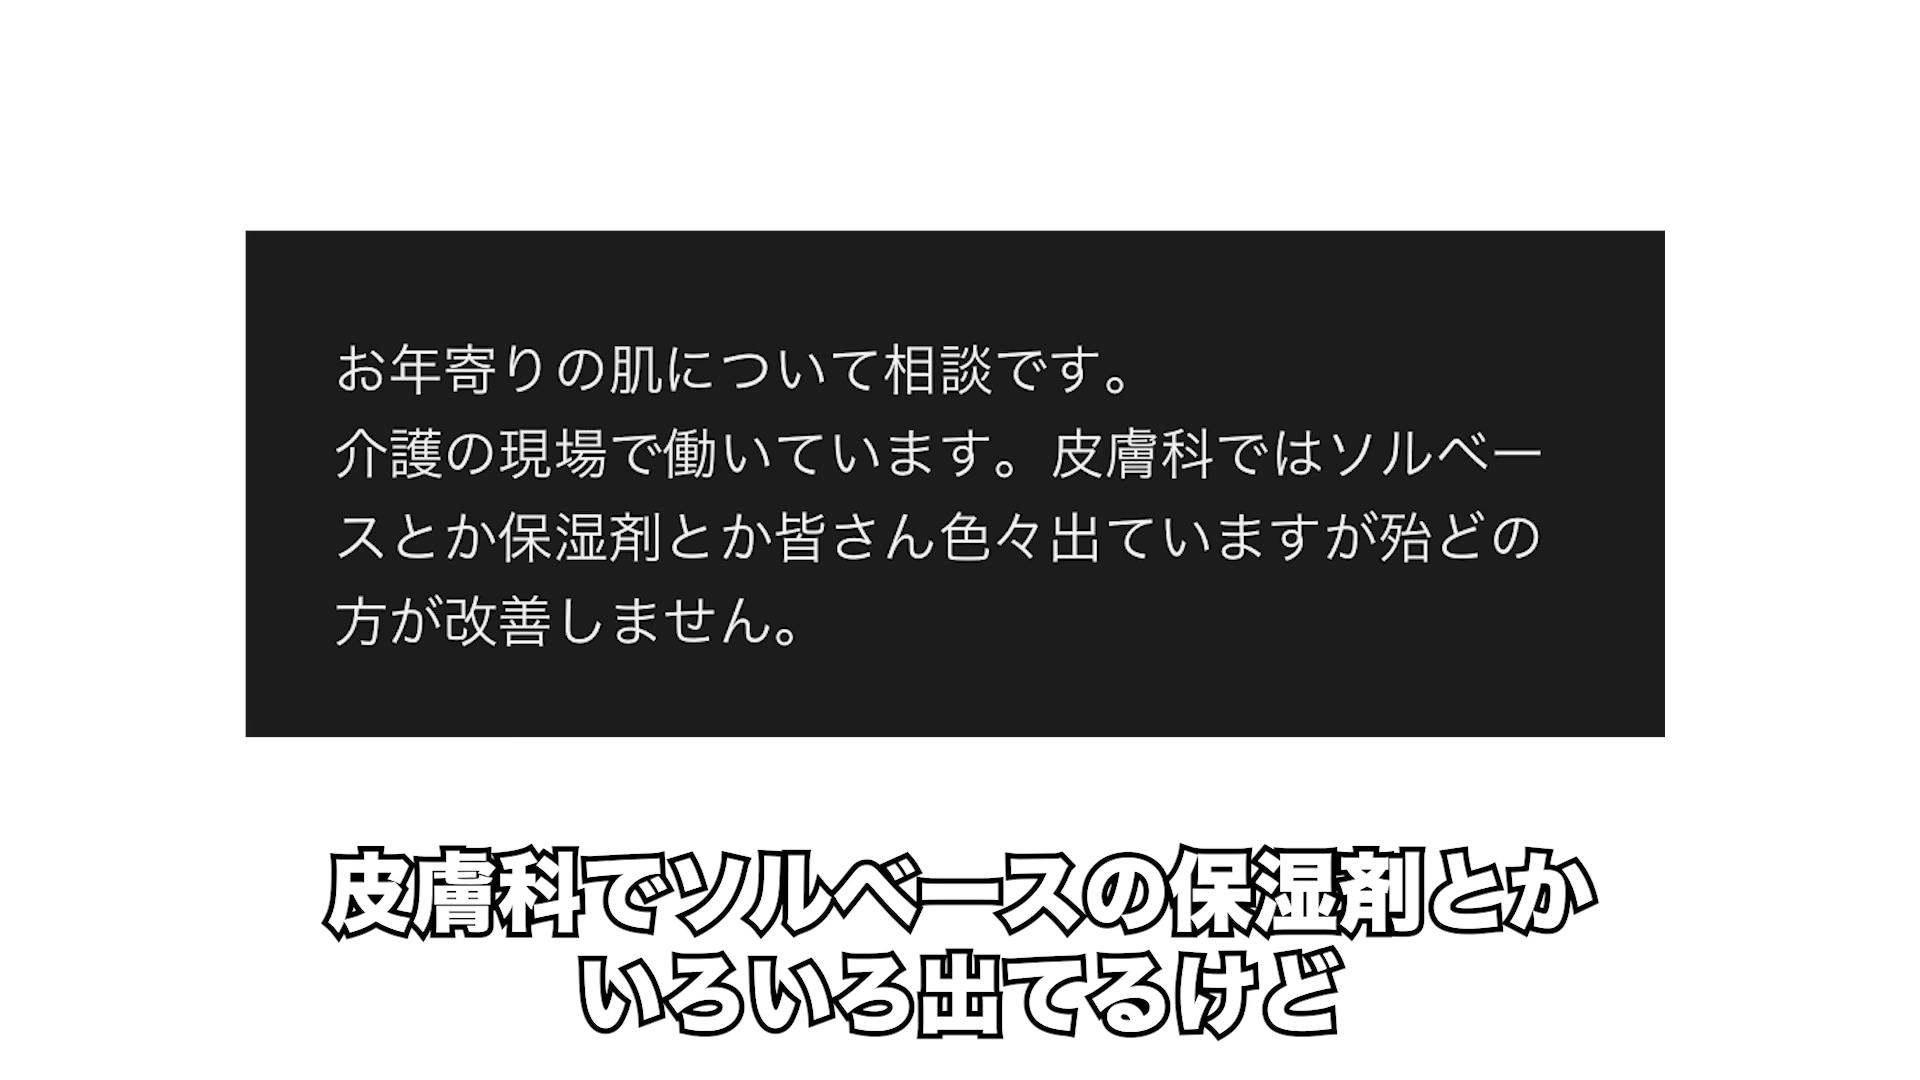 お年寄りの肌について相談です。
介護の現場で働いています。皮膚科ではソルベー
スとか保湿剤とか皆さん色々出ていますが殆どの
方が改善しません。
皮膚科でソルベースの保湿剤とか
いろいろ出てるけど